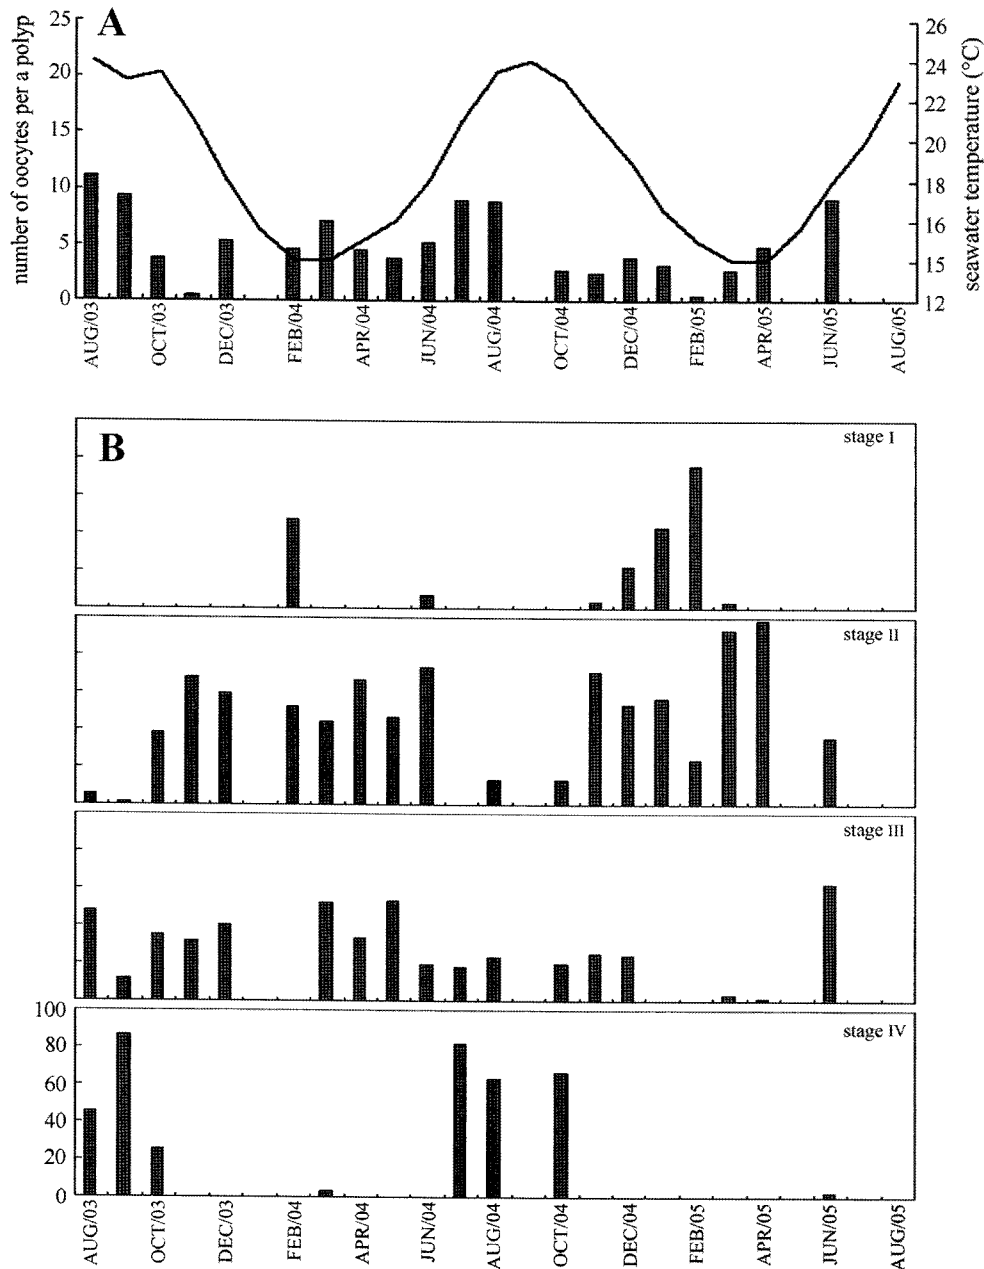 A
number of oocytes per a polyp
25
20
15
10
5
0
seawater temperature (°C)
26
24
22
20
18
16
15
12
AUG/03
OCT/03
DEC/03
FEB/04
APR/04
JUN/04
AUG/04
OCT/04
DEC/04
FEB/05
APR/05
JUN/05
AUG/05
B
stage I
stage II
stage III
stage IV
100
80
60
40
20
0
AUG/03
OCT/03
DEC/03
FEB/04
APR/04
JUN/04
AUG/04
OCT/04
DEC/04
FEB/05
APR/05
JUN/05
AUG/05